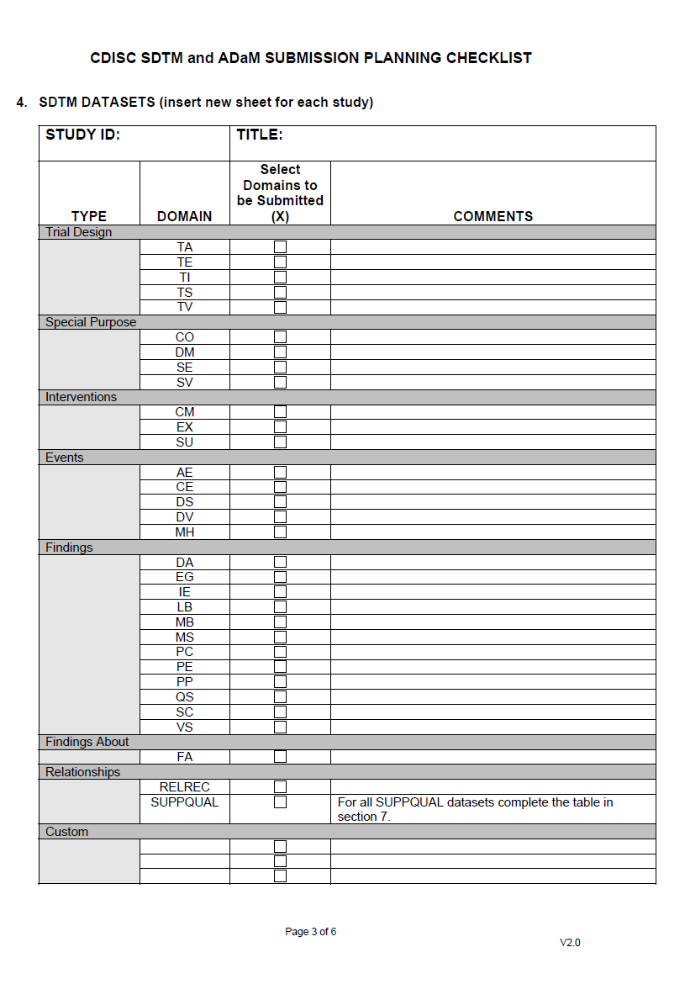 CDISC SDTM and ADaM SUBMISSION PLANNING CHECKLIST
4. SDTM DATASETS (insert new sheet for each study)
STUDY ID: TITLE:
Select
Domains to
be Submitted
TYPE DOMAIN (X) COMMENTS
Trial Design
TA
TE
TI
TS
TV
Special Purpose
CO
DM
SE
SV
Interventions
CM
EX
SU
Events
AE
CE
DS
DV
MH
Findings
DA
EG
IE
LB
MB
MS
PC
PE
PP
QS
SC
VS
Findings About
FA
Relationships
RELREC
SUPPQUAL For all SUPPQUAL datasets complete the table in
section 7.
Custom
Page 3 of 6
V2.0